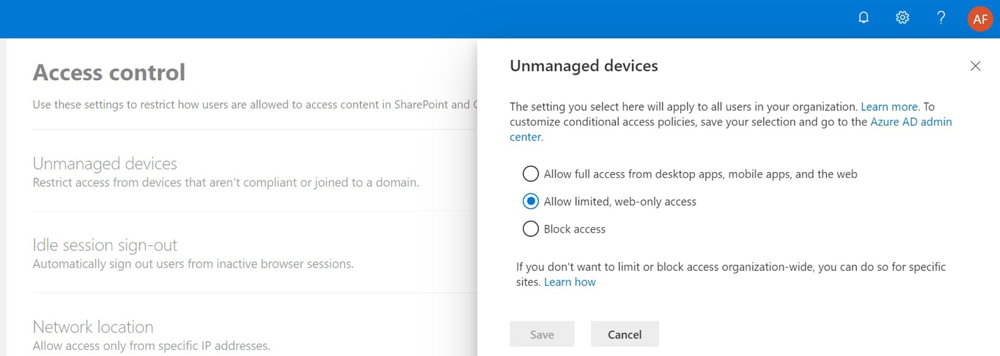 AF
Access control
Use these settings to restrict how users are allowed to access content in SharePoint and
Unmanaged devices
Restrict access from devices that aren't compliant or joined to a domain.
Idle session sign-out
Automatically sign out users from inactive browser sessions.
Network location
Allow access only from specific IP addresses.
Unmanaged devices
The setting you select here will apply to all users in your organization. Learn more. To
customize conditional access policies, save your selection and go to the Azure AD admin
center.
Allow full access from desktop apps, mobile apps, and the web
Allow limited, web-only access
Block access
If you don't want to limit or block access organization-wide, you can do so for specific
sites. Learn how
Save
Cancel